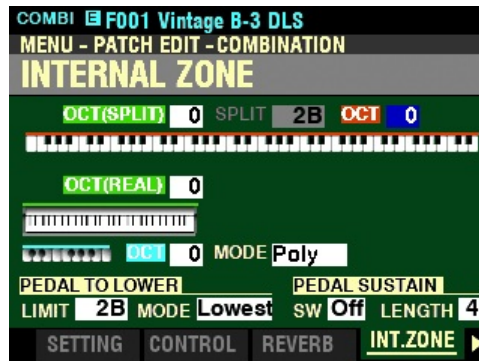 COMBI E F001 Vintage B-3 DLS
MENU - PATCH EDIT - COMBINATION
INTERNAL ZONE
OCT(SPLIT) 0 SPLIT 2B OCT 0
OCT(REAL) 0
OCT 0 MODE Poly
PEDAL TO LOWER PEDAL SUSTAIN
LIMIT 2B MODE Lowest SW Off LENGTH 4
SETTING CONTROL REVERB INT.ZONE